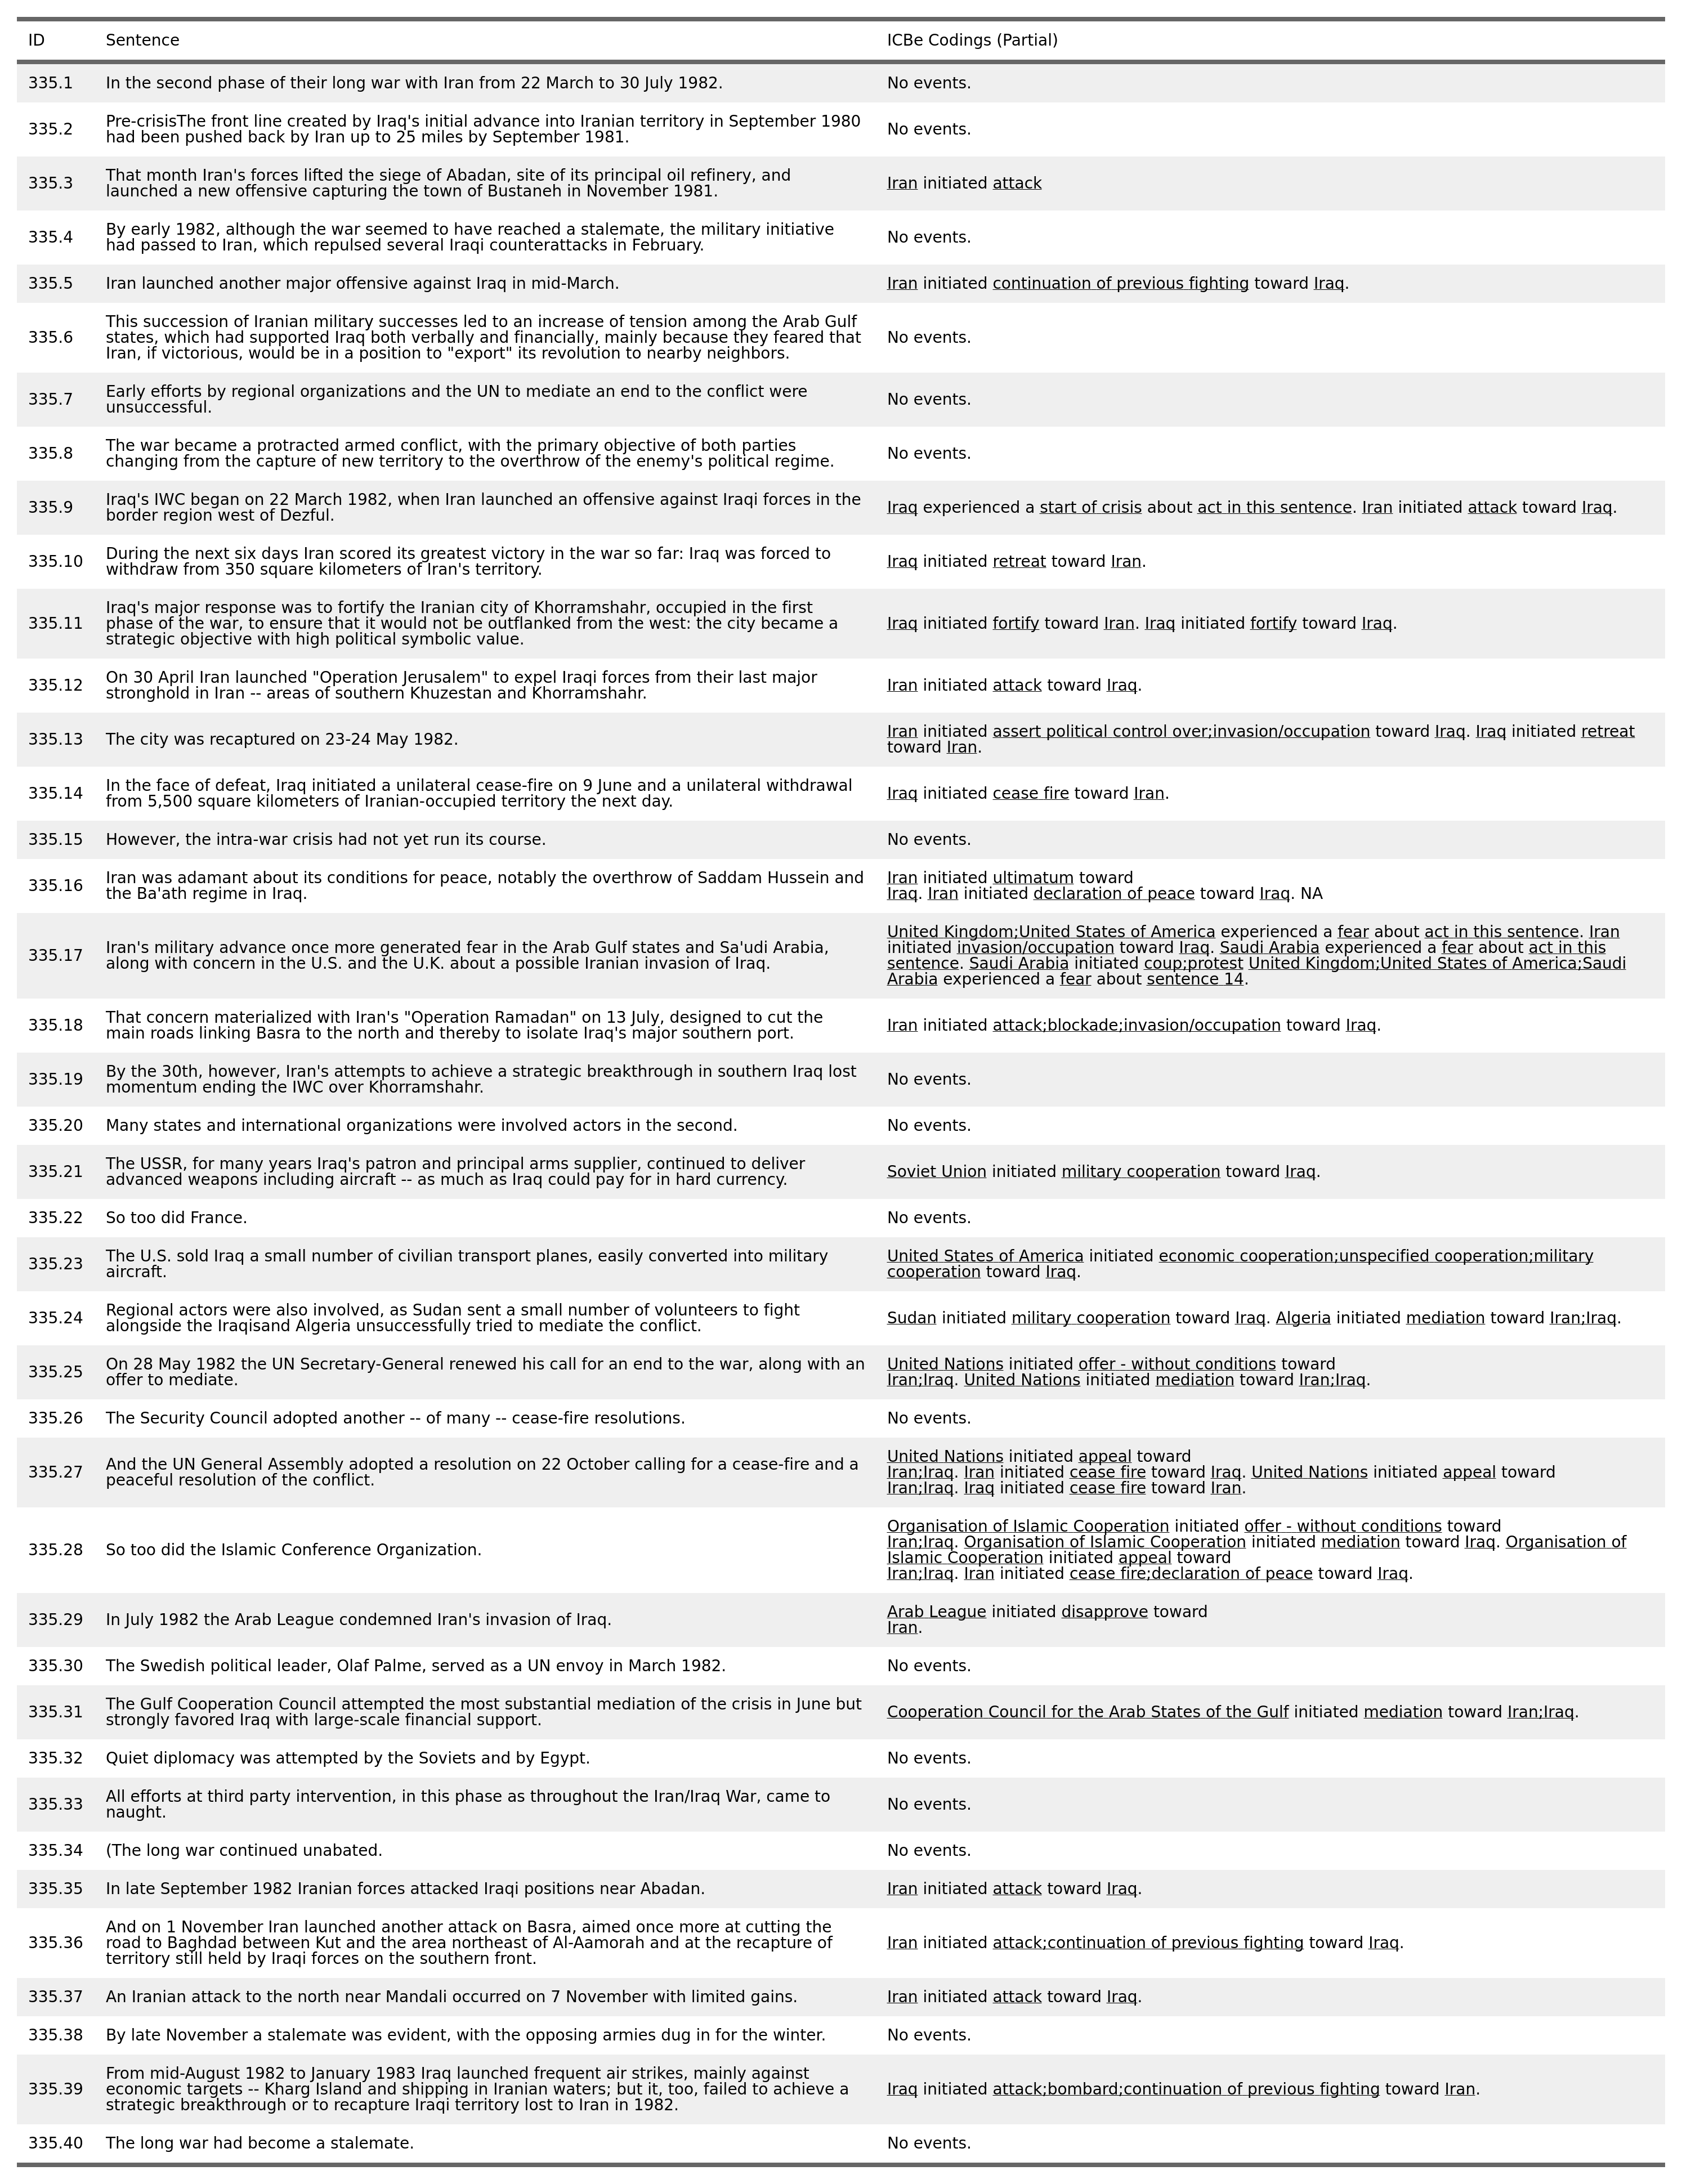 ID Sentence ICBe Codings (Partial)
335.1 In the second phase of their long war with Iran from 22 March to 30 July 1982. No events.
335.2 Pre-crisisThe front line created by Iraq's initial advance into Iranian territory in September 1980
had been pushed back by Iran up to 25 miles by September 1981. No events.
335.3 That month Iran's forces lifted the siege of Abadan, site of its principal oil refinery, and
launched a new offensive capturing the town of Bustaneh in November 1981. Iran initiated attack
335.4 By early 1982, although the war seemed to have reached a stalemate, the military initiative
had passed to Iran, which repulsed several Iraqi counterattacks in February. No events.
335.5 Iran launched another major offensive against Iraq in mid-March. Iran initiated continuation of previous fighting toward Iraq.
335.6 This succession of Iranian military successes led to an increase of tension among the Arab Gulf
states, which had supported Iraq both verbally and financially, mainly because they feared that
Iran, if victorious, would be in a position to "export" its revolution to nearby neighbors. No events.
335.7 Early efforts by regional organizations and the UN to mediate an end to the conflict were
unsuccessful. No events.
335.8 The war became a protracted armed conflict, with the primary objective of both parties
changing from the capture of new territory to the overthrow of the enemy's political regime. No events.
335.9 Iraq's IWC began on 22 March 1982, when Iran launched an offensive against Iraqi forces in the
border region west of Dezful. Iraq experienced a start of crisis about act in this sentence. Iran initiated attack toward Iraq.
335.10 During the next six days Iran scored its greatest victory in the war so far: Iraq was forced to
withdraw from 350 square kilometers of Iran's territory. Iraq initiated retreat toward Iran.
335.11 Iraq's major response was to fortify the Iranian city of Khorramshahr, occupied in the first
phase of the war, to ensure that it would not be outflanked from the west: the city became a
strategic objective with high political symbolic value. Iraq initiated fortify toward Iran. Iraq initiated fortify toward Iraq.
335.12 On 30 April Iran launched "Operation Jerusalem" to expel Iraqi forces from their last major
stronghold in Iran -- areas of southern Khuzestan and Khorramshahr. Iran initiated attack toward Iraq.
335.13 The city was recaptured on 23-24 May 1982. Iran initiated assert political control over;invasion/occupation toward Iraq. Iraq initiated retreat
toward Iran.
335.14 In the face of defeat, Iraq initiated a unilateral cease-fire on 9 June and a unilateral withdrawal
from 5,500 square kilometers of Iranian-occupied territory the next day. Iraq initiated cease fire toward Iran.
335.15 However, the intra-war crisis had not yet run its course. No events.
335.16 Iran was adamant about its conditions for peace, notably the overthrow of Saddam Hussein and
the Ba'ath regime in Iraq. Iran initiated ultimatum toward
Iraq. Iran initiated declaration of peace toward Iraq. NA
335.17 Iran's military advance once more generated fear in the Arab Gulf states and Sa'udi Arabia,
along with concern in the U.S. and the U.K. about a possible Iranian invasion of Iraq. United Kingdom;United States of America experienced a fear about act in this sentence. Iran
initiated invasion/occupation toward Iraq. Saudi Arabia experienced a fear about act in this
sentence. Saudi Arabia initiated coup;protest United Kingdom;United States of America;Saudi
Arabia experienced a fear about sentence 14.
335.18 That concern materialized with Iran's "Operation Ramadan" on 13 July, designed to cut the
main roads linking Basra to the north and thereby to isolate Iraq's major southern port. Iran initiated attack;blockade;invasion/occupation toward Iraq.
335.19 By the 30th, however, Iran's attempts to achieve a strategic breakthrough in southern Iraq lost
momentum ending the IWC over Khorramshahr. No events.
335.20 Many states and international organizations were involved actors in the second. No events.
335.21 The USSR, for many years Iraq's patron and principal arms supplier, continued to deliver
advanced weapons including aircraft -- as much as Iraq could pay for in hard currency. Soviet Union initiated military cooperation toward Iraq.
335.22 So too did France. No events.
335.23 The U.S. sold Iraq a small number of civilian transport planes, easily converted into military
aircraft. United States of America initiated economic cooperation;unspecified cooperation;military
cooperation toward Iraq.
335.24 Regional actors were also involved, as Sudan sent a small number of volunteers to fight
alongside the Iraqisand Algeria unsuccessfully tried to mediate the conflict. Sudan initiated military cooperation toward Iraq. Algeria initiated mediation toward Iran;Iraq.
335.25 On 28 May 1982 the UN Secretary-General renewed his call for an end to the war, along with an
offer to mediate. United Nations initiated offer - without conditions toward
Iran;Iraq. United Nations initiated mediation toward Iran;Iraq.
335.26 The Security Council adopted another -- of many -- cease-fire resolutions. No events.
335.27 And the UN General Assembly adopted a resolution on 22 October calling for a cease-fire and a
peaceful resolution of the conflict. United Nations initiated appeal toward
Iran;Iraq. Iran initiated cease fire toward Iraq. United Nations initiated appeal toward
Iran;Iraq. Iraq initiated cease fire toward Iran.
335.28 So too did the Islamic Conference Organization. Organisation of Islamic Cooperation initiated offer - without conditions toward
Iran;Iraq. Organisation of Islamic Cooperation initiated mediation toward Iraq. Organisation of
Islamic Cooperation initiated appeal toward
Iran;Iraq. Iran initiated cease fire;declaration of peace toward Iraq.
335.29 In July 1982 the Arab League condemned Iran's invasion of Iraq. Arab League initiated disapprove toward
Iran.
335.30 The Swedish political leader, Olaf Palme, served as a UN envoy in March 1982. No events.
335.31 The Gulf Cooperation Council attempted the most substantial mediation of the crisis in June but
strongly favored Iraq with large-scale financial support. Cooperation Council for the Arab States of the Gulf initiated mediation toward Iran;Iraq.
335.32 Quiet diplomacy was attempted by the Soviets and by Egypt. No events.
335.33 All efforts at third party intervention, in this phase as throughout the Iran/Iraq War, came to
naught. No events.
335.34 (The long war continued unabated. No events.
335.35 In late September 1982 Iranian forces attacked Iraqi positions near Abadan. Iran initiated attack toward Iraq.
335.36 And on 1 November Iran launched another attack on Basra, aimed once more at cutting the
road to Baghdad between Kut and the area northeast of Al-Aamorah and at the recapture of
territory still held by Iraqi forces on the southern front. Iran initiated attack;continuation of previous fighting toward Iraq.
335.37 An Iranian attack to the north near Mandali occurred on 7 November with limited gains. Iran initiated attack toward Iraq.
335.38 By late November a stalemate was evident, with the opposing armies dug in for the winter. No events.
335.39 From mid-August 1982 to January 1983 Iraq launched frequent air strikes, mainly against
economic targets -- Kharg Island and shipping in Iranian waters; but it, too, failed to achieve a
strategic breakthrough or to recapture Iraqi territory lost to Iran in 1982. Iraq initiated attack;bombard;continuation of previous fighting toward Iran.
335.40 The long war had become a stalemate. No events.